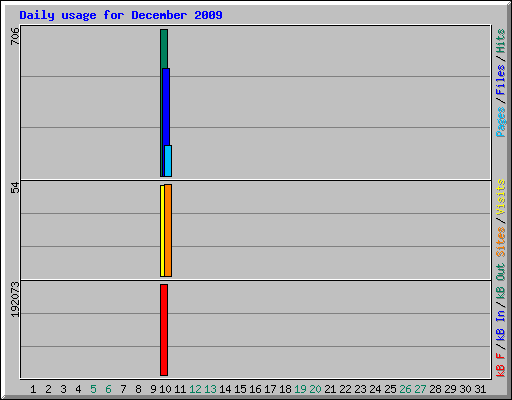 Daily usage for December 2009
706
54
192073
Pages / Files / Hits
Sites / Visits
kB F / kB In / kB Out
1 2 3 4 5 6 7 8 9 10 11 12 13 14 15 16 17 18 19 20 21 22 23 24 25 26 27 28 29 30 31